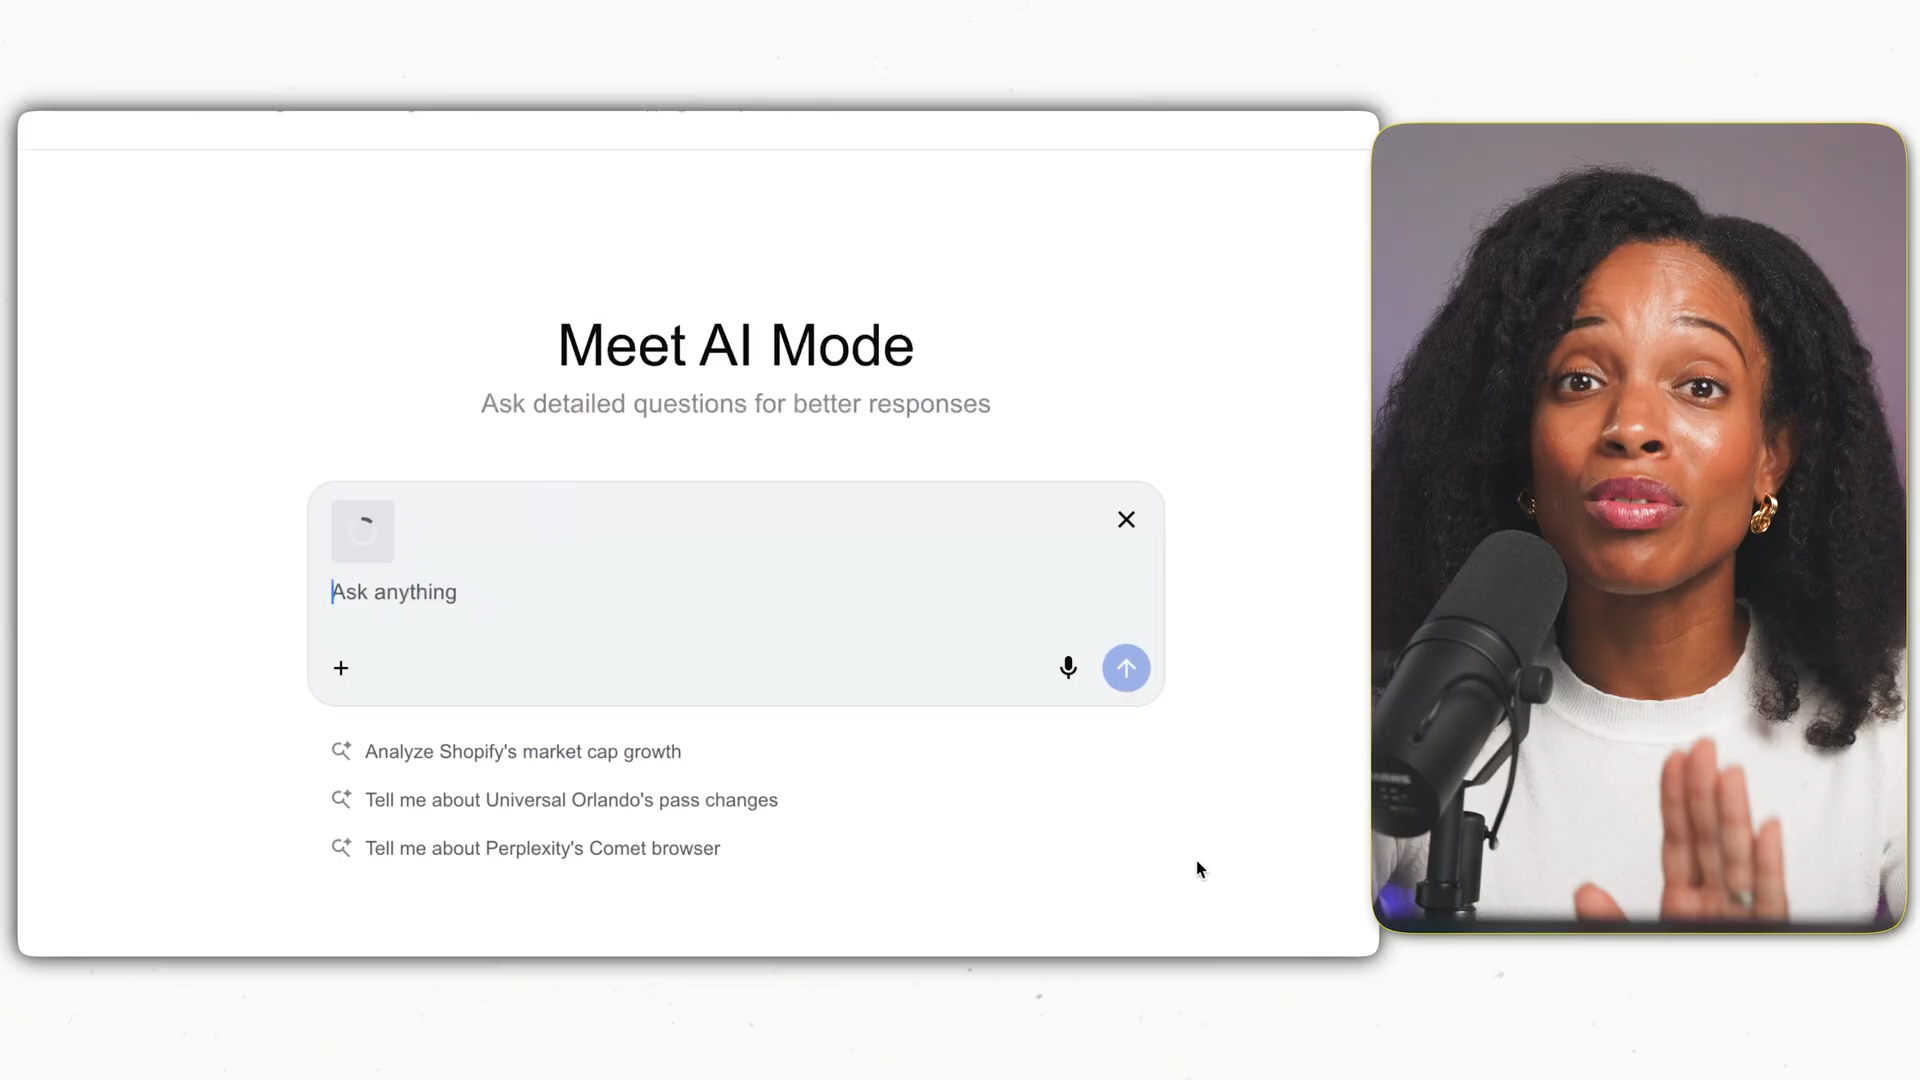 Meet AI Mode
Ask detailed questions for better responses
Ask anything
Analyze Shopify's market cap growth
Tell me about Universal Orlando's pass changes
Tell me about Perplexity's Comet browser